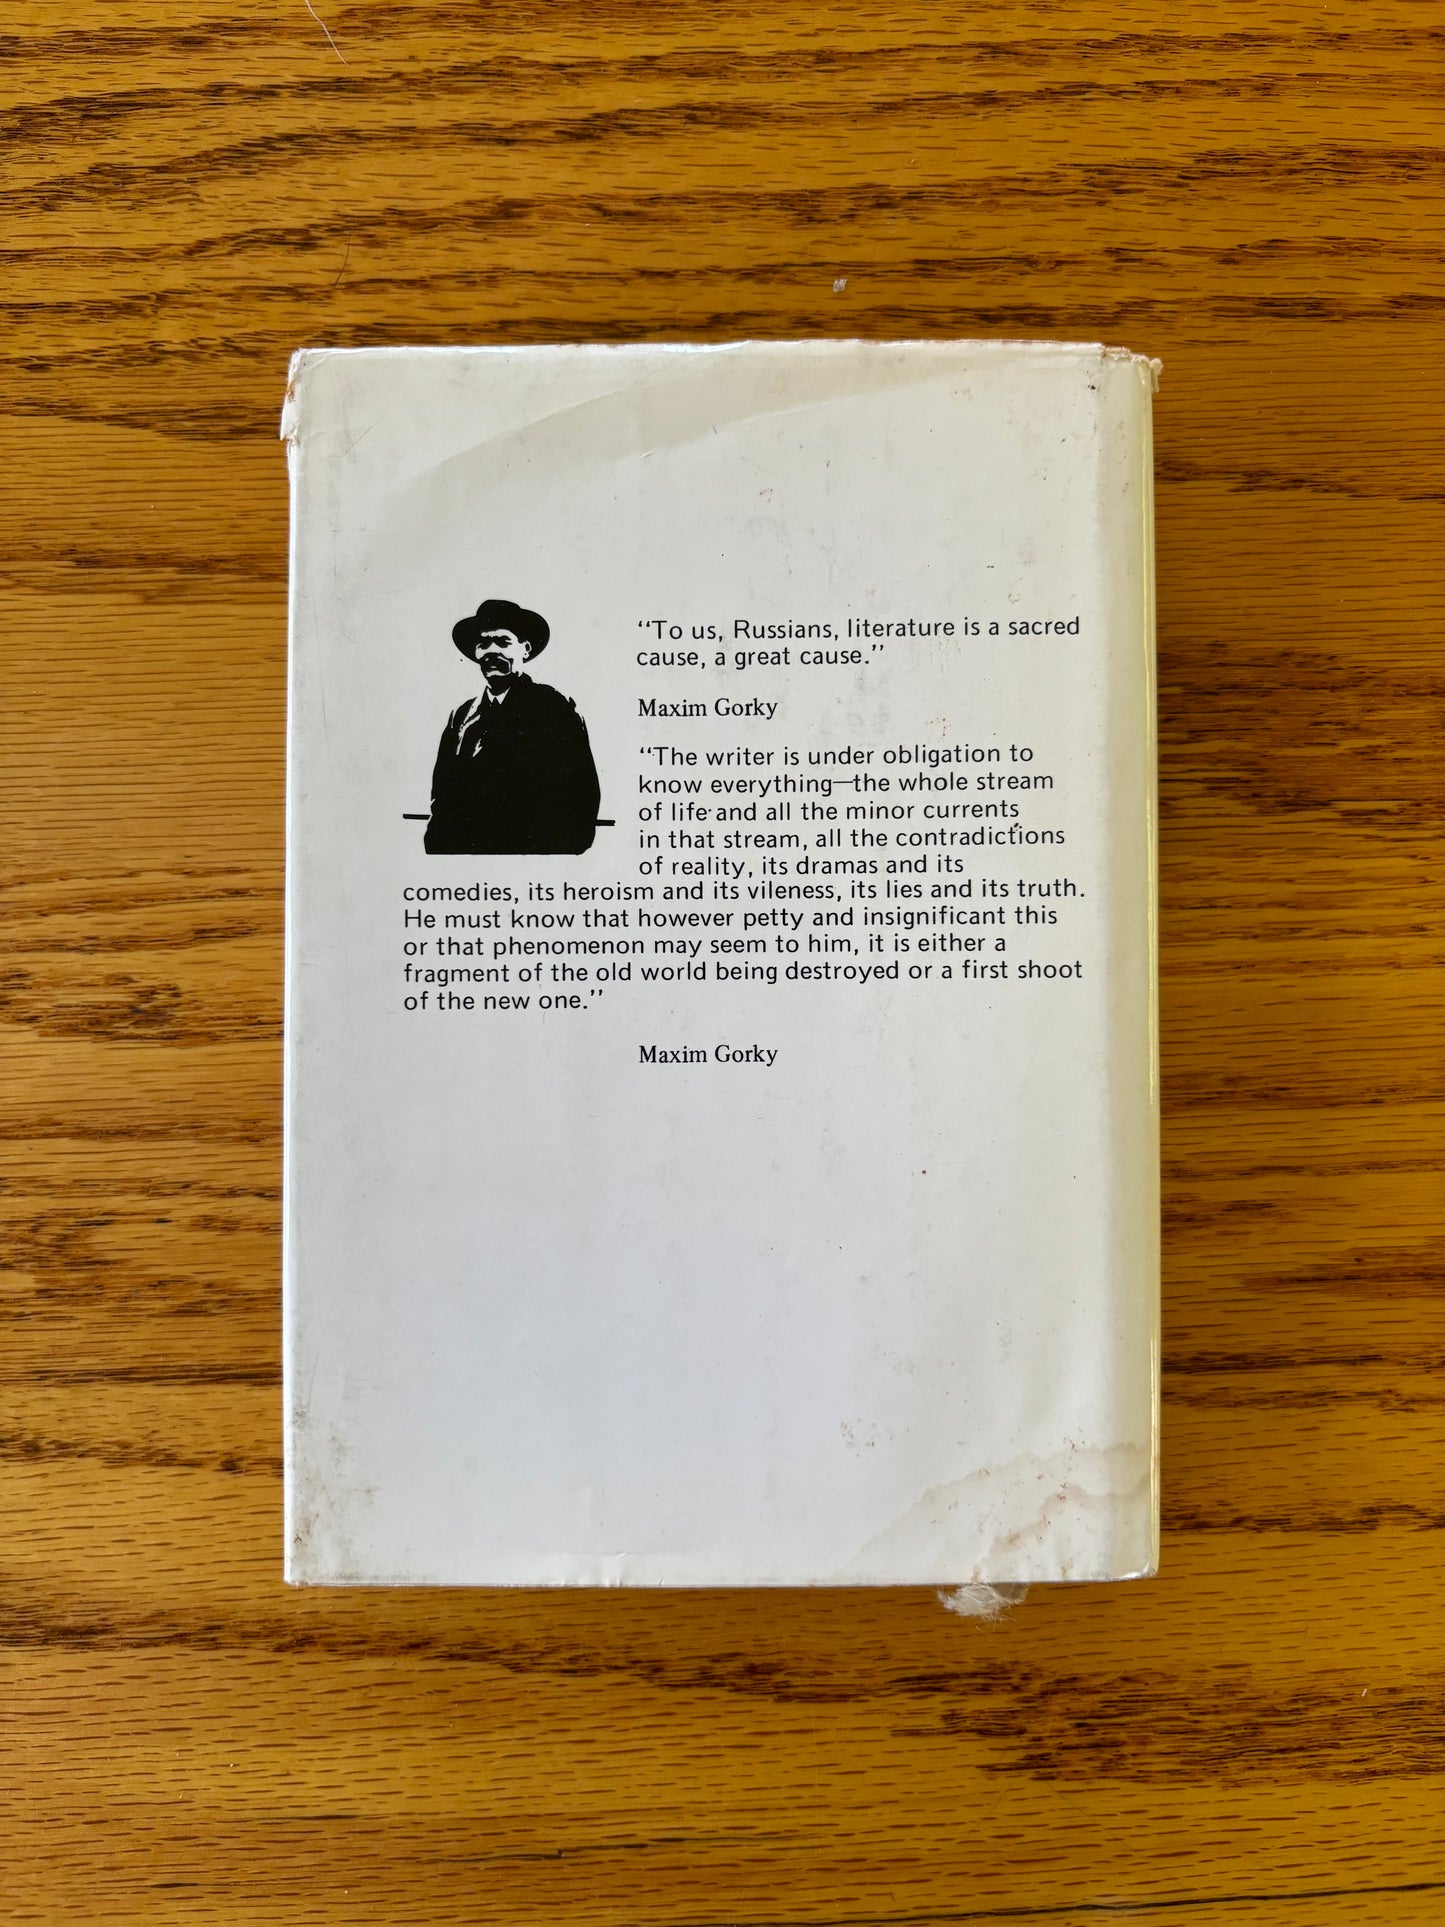 “To us, Russians, literature is a sacred
cause, a great cause.”
Maxim Gorky
“The writer is under obligation to
know everything—the whole stream
of life and all the minor currents
in that stream, all the contradictions
of reality, its dramas and its
comedies, its heroism and its vileness, its lies and its truth.
He must know that however petty and insignificant this
or that phenomenon may seem to him, it is either a
fragment of the old world being destroyed or a first shoot
of the new one.”
Maxim Gorky